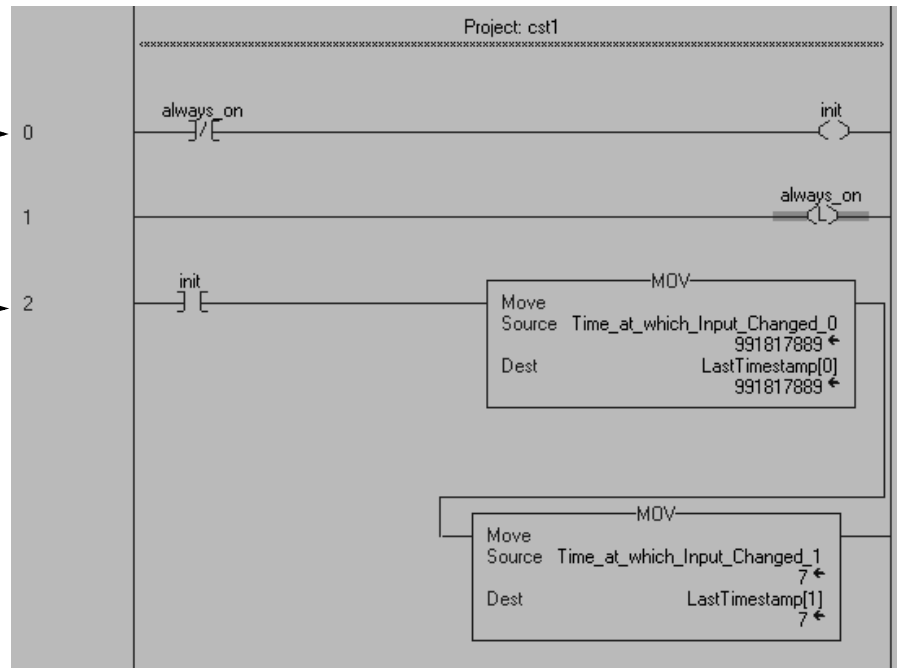 Project: cst1
always_on
init
0
always_on
L
1
init
2
MOV
Move
Source Time_at_which_Input_Changed_0
991817889
Dest LastTimestamp[0]
991817889
MOV
Move
Source Time_at_which_Input_Changed_1
7
Dest LastTimestamp[1]
7